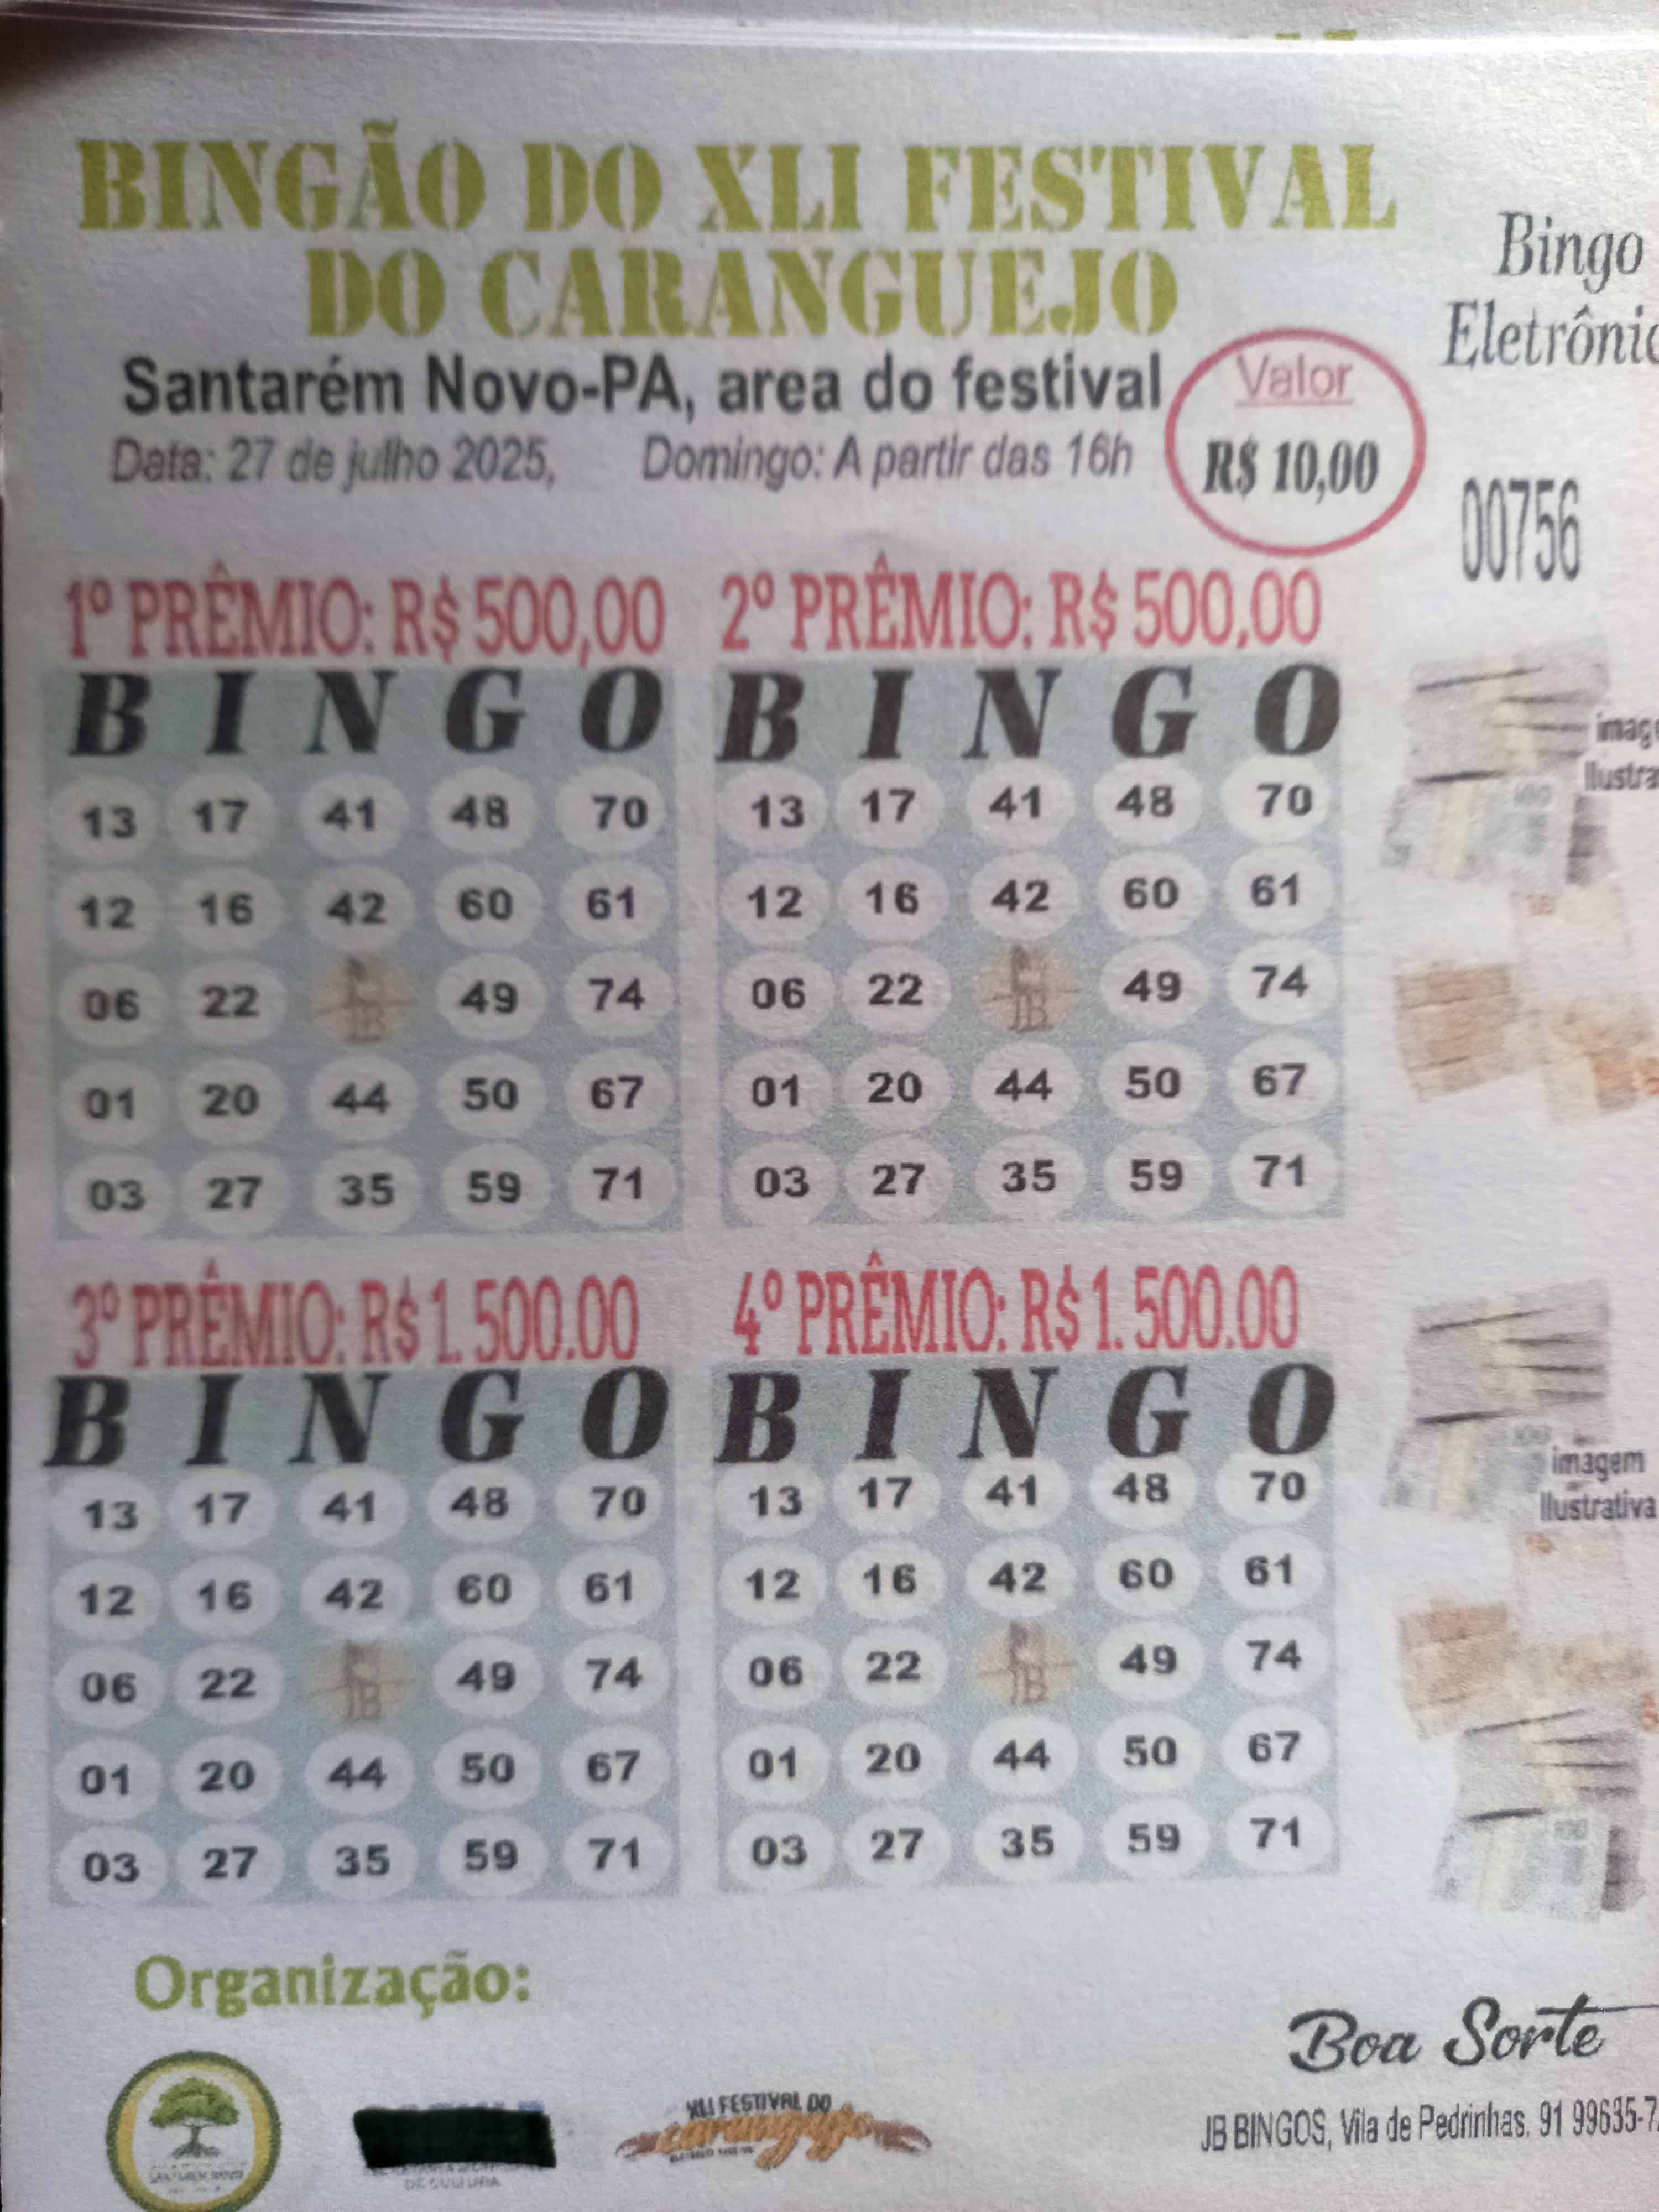 BINGÃO DO XLI FESTIVAL
DO CARANGUEJO
Santarém Novo-PA, area do festival
Data: 27 de julho 2025, Domingo: A partir das 16h
Valor
R$ 10,00
Bingo
Eletrônic
00756
1º PRÊMIO: R$ 500,00
B I N G O
13 17 41 48 70
12 16 42 60 61
06 22 JB 49 74
01 20 44 50 67
03 27 35 59 71
2º PRÊMIO: R$ 500,00
B I N G O
13 17 41 48 70
12 16 42 60 61
06 22 JB 49 74
01 20 44 50 67
03 27 35 59 71
image
Ilustra
3º PRÊMIO: R$ 1.500.00
B I N G O
13 17 41 48 70
12 16 42 60 61
06 22 JB 49 74
01 20 44 50 67
03 27 35 59 71
4º PRÊMIO: R$ 1.500.00
B I N G O
13 17 41 48 70
12 16 42 60 61
06 22 JB 49 74
01 20 44 50 67
03 27 35 59 71
imagem
Ilustrativa
Organização:
SANTARÉM NOVO
DE CULTURA
XLI FESTIVAL DO
caranguejo
Boa Sorte
JB BINGOS, Vila de Pedrinhas. 91 99635-7